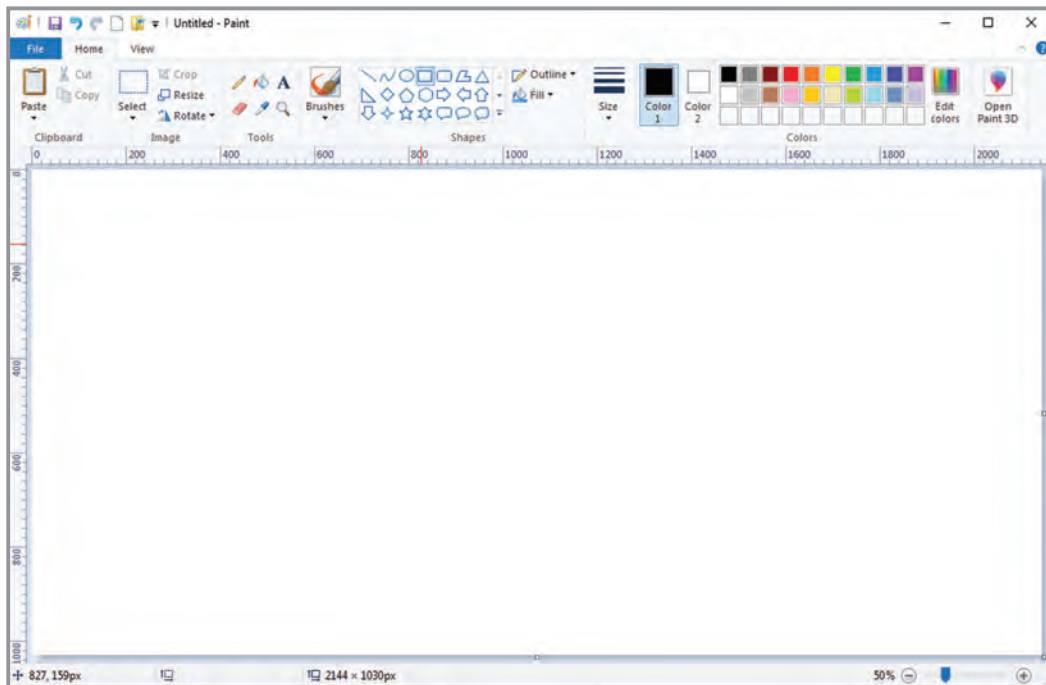 Untitled - Paint
File Home View
Paste Cut Copy
Select Crop Resize Rotate
A
Brushes
Outline Fill
Size
Color 1
Color 2
Edit colors
Open Paint 3D
Clipboard Image Tools Shapes Colors
0 200 400 600 800 1000 1200 1400 1600 1800 2000
0
200
400
600
800
1000
827, 159px 2144 × 1030px 50%